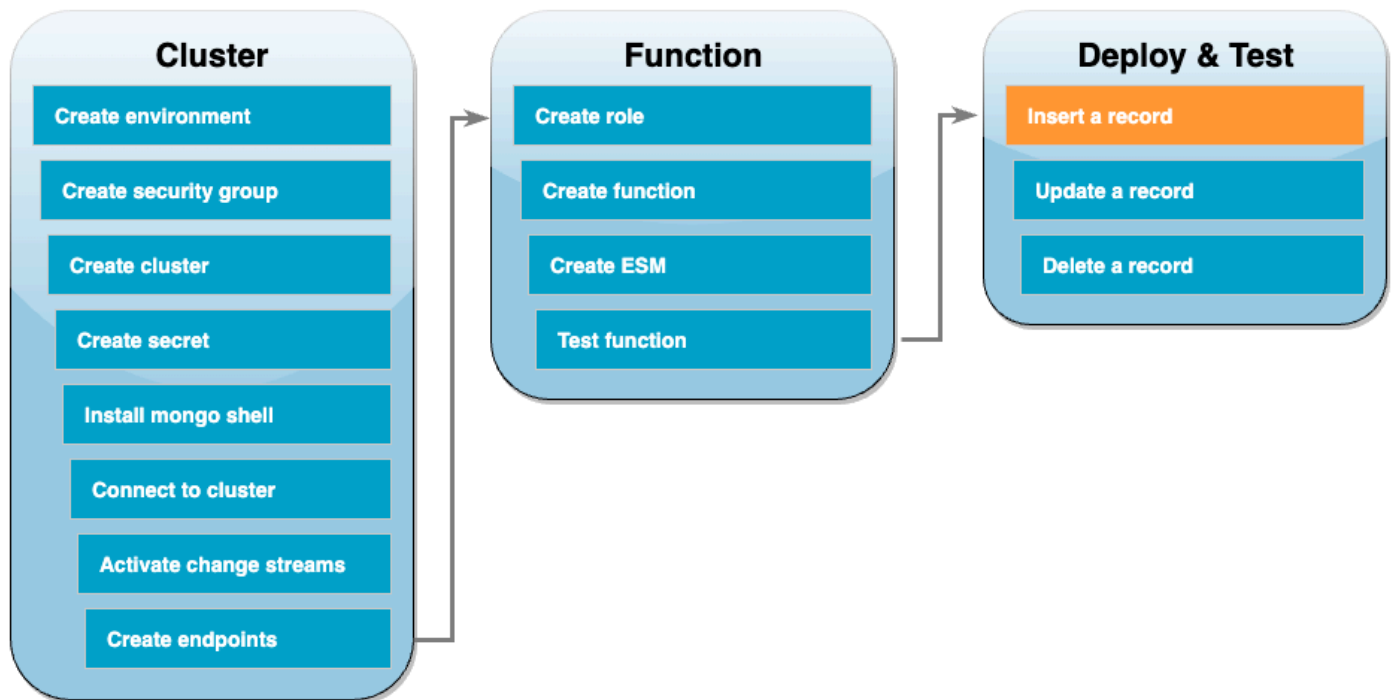 Cluster
Create environment
Create security group
Create cluster
Create secret
Install mongo shell
Connect to cluster
Activate change streams
Create endpoints
Function
Create role
Create function
Create ESM
Test function
Deploy & Test
Insert a record
Update a record
Delete a record